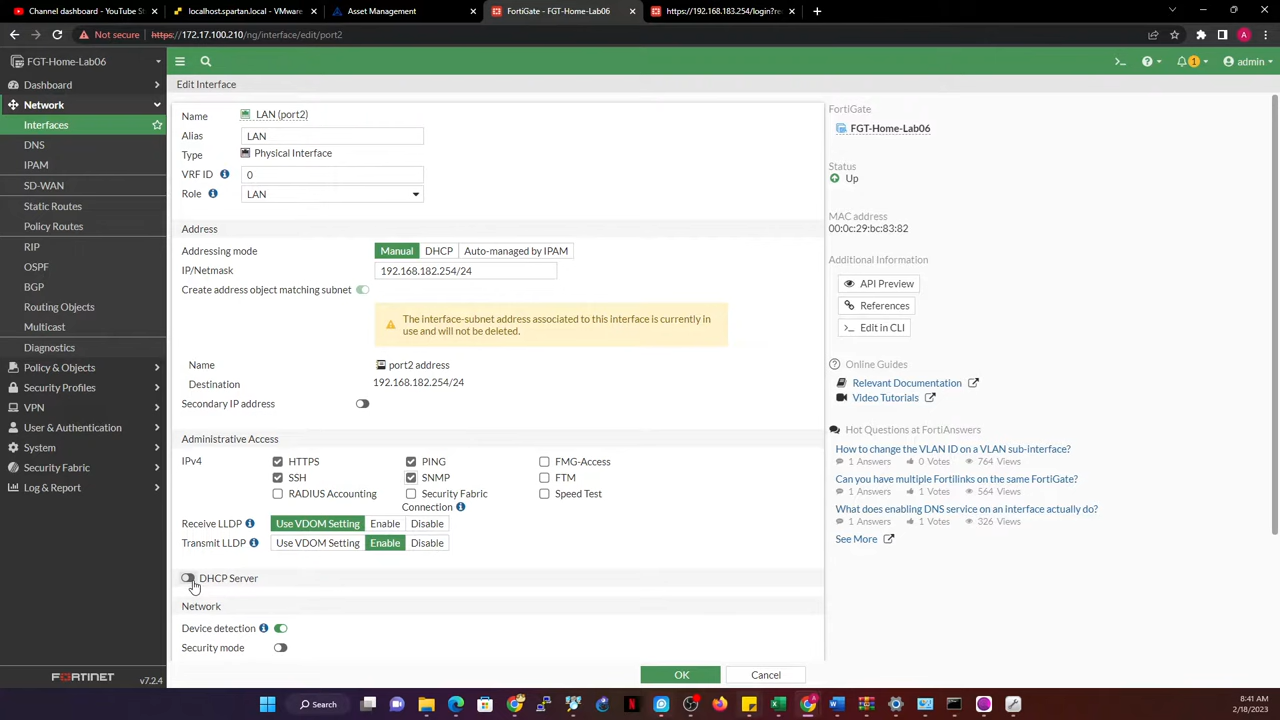 Channel dashboard - YouTube St
localhost.spartan.local - VMware
Asset Management
FortiGate - FGT-Home-Lab06
https://192.168.183.254/login?re
Not secure
https://172.17.100.210/ng/interface/edit/port2
A
FGT-Home-Lab06
1
admin
Dashboard
Network
Interfaces
DNS
IPAM
SD-WAN
Static Routes
Policy Routes
RIP
OSPF
BGP
Routing Objects
Multicast
Diagnostics
Policy & Objects
Security Profiles
VPN
User & Authentication
System
Security Fabric
Log & Report
FORTINET
v7.2.4
Edit Interface
Name LAN (port2)
Alias LAN
Type Physical Interface
VRF ID 0
Role LAN
Address
Addressing mode Manual DHCP Auto-managed by IPAM
IP/Netmask 192.168.182.254/24
Create address object matching subnet
The interface-subnet address associated to this interface is currently in
use and will not be deleted.
Name port2 address
Destination 192.168.182.254/24
Secondary IP address
Administrative Access
IPv4 HTTPS PING FMG-Access
SSH SNMP FTM
RADIUS Accounting Security Fabric Speed Test
Connection
Receive LLDP Use VDOM Setting Enable Disable
Transmit LLDP Use VDOM Setting Enable Disable
DHCP Server
Network
Device detection
Security mode
OK Cancel
FortiGate
FGT-Home-Lab06
Status
Up
MAC address
00:0c:29:bc:83:82
Additional Information
API Preview
References
Edit in CLI
Online Guides
Relevant Documentation
Video Tutorials
Hot Questions at FortiAnswers
How to change the VLAN ID on a VLAN sub-interface?
1 Answers 0 Votes 764 Views
Can you have multiple Fortilinks on the same FortiGate?
1 Answers 1 Votes 564 Views
What does enabling DNS service on an interface actually do?
1 Answers 1 Votes 326 Views
See More
Search
8:41 AM
2/18/2023